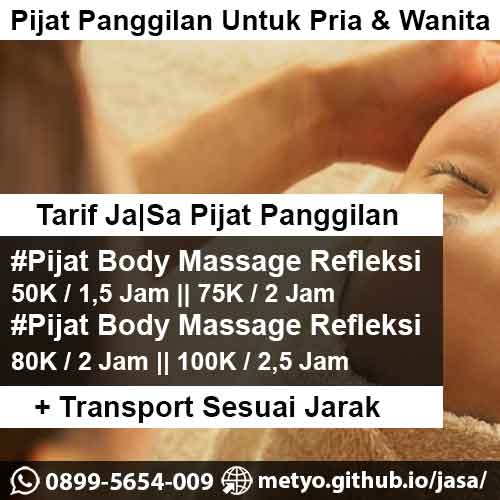 Pijat Panggilan Untuk Pria & Wanita
Tarif Ja|Sa Pijat Panggilan
#Pijat Body Massage Refleksi
50K / 1,5 Jam || 75K / 2 Jam
#Pijat Body Massage Refleksi
80K / 2 Jam || 100K / 2,5 Jam
+ Transport Sesuai Jarak
0899-5654-009 metyo.github.io/jasa/